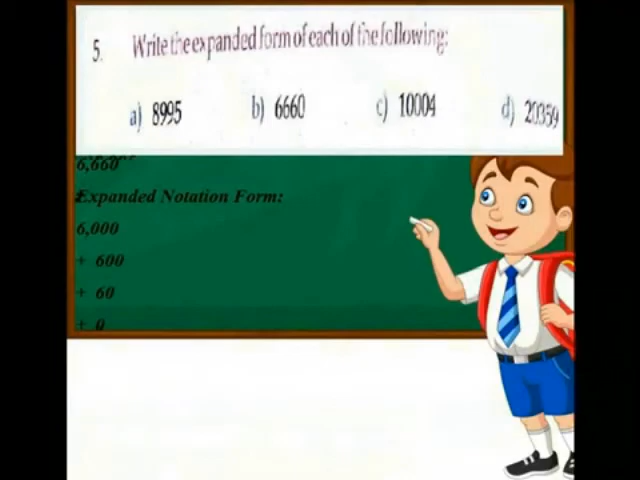 5. Write the expanded form of each of the following:
a) 8995 b) 6660 c) 10004 d) 20359
6,660
Expanded Notation Form:
6,000
+ 600
+ 60
+ 0